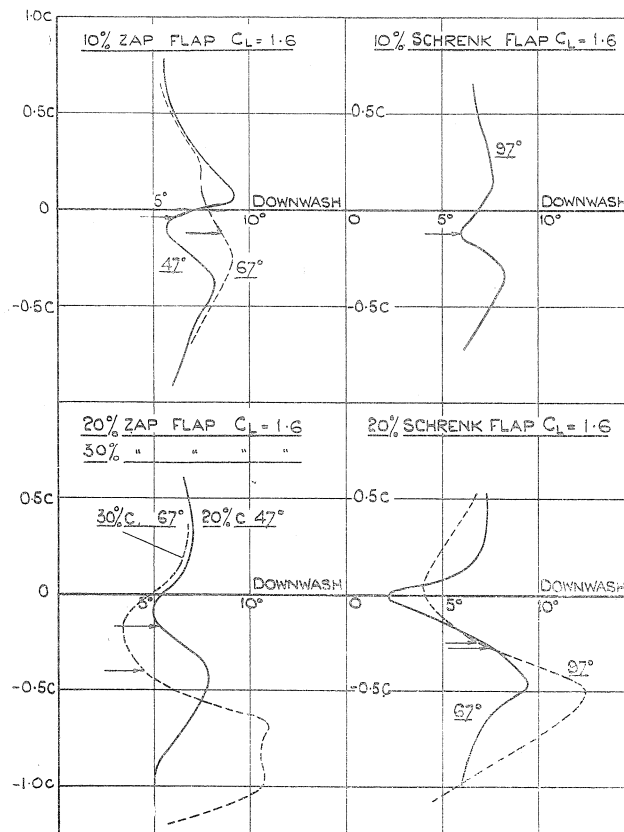 1.0C
10% ZAP FLAP CL = 1.6
10% SCHRENK FLAP CL = 1.6
0.5C
0.5C
97°
5°
DOWNWASH
DOWNWASH
0
10°
0
5°
10°
47°
67°
-0.5C
-0.5C
20% ZAP FLAP CL = 1.6
30% " " " "
20% SCHRENK FLAP CL = 1.6
0.5C
0.5C
30%C. 67°
20%C 47°
DOWNWASH
DOWNWASH
0
5°
10°
0
5°
10°
97°
-0.5C
-0.5C
67°
-1.0C